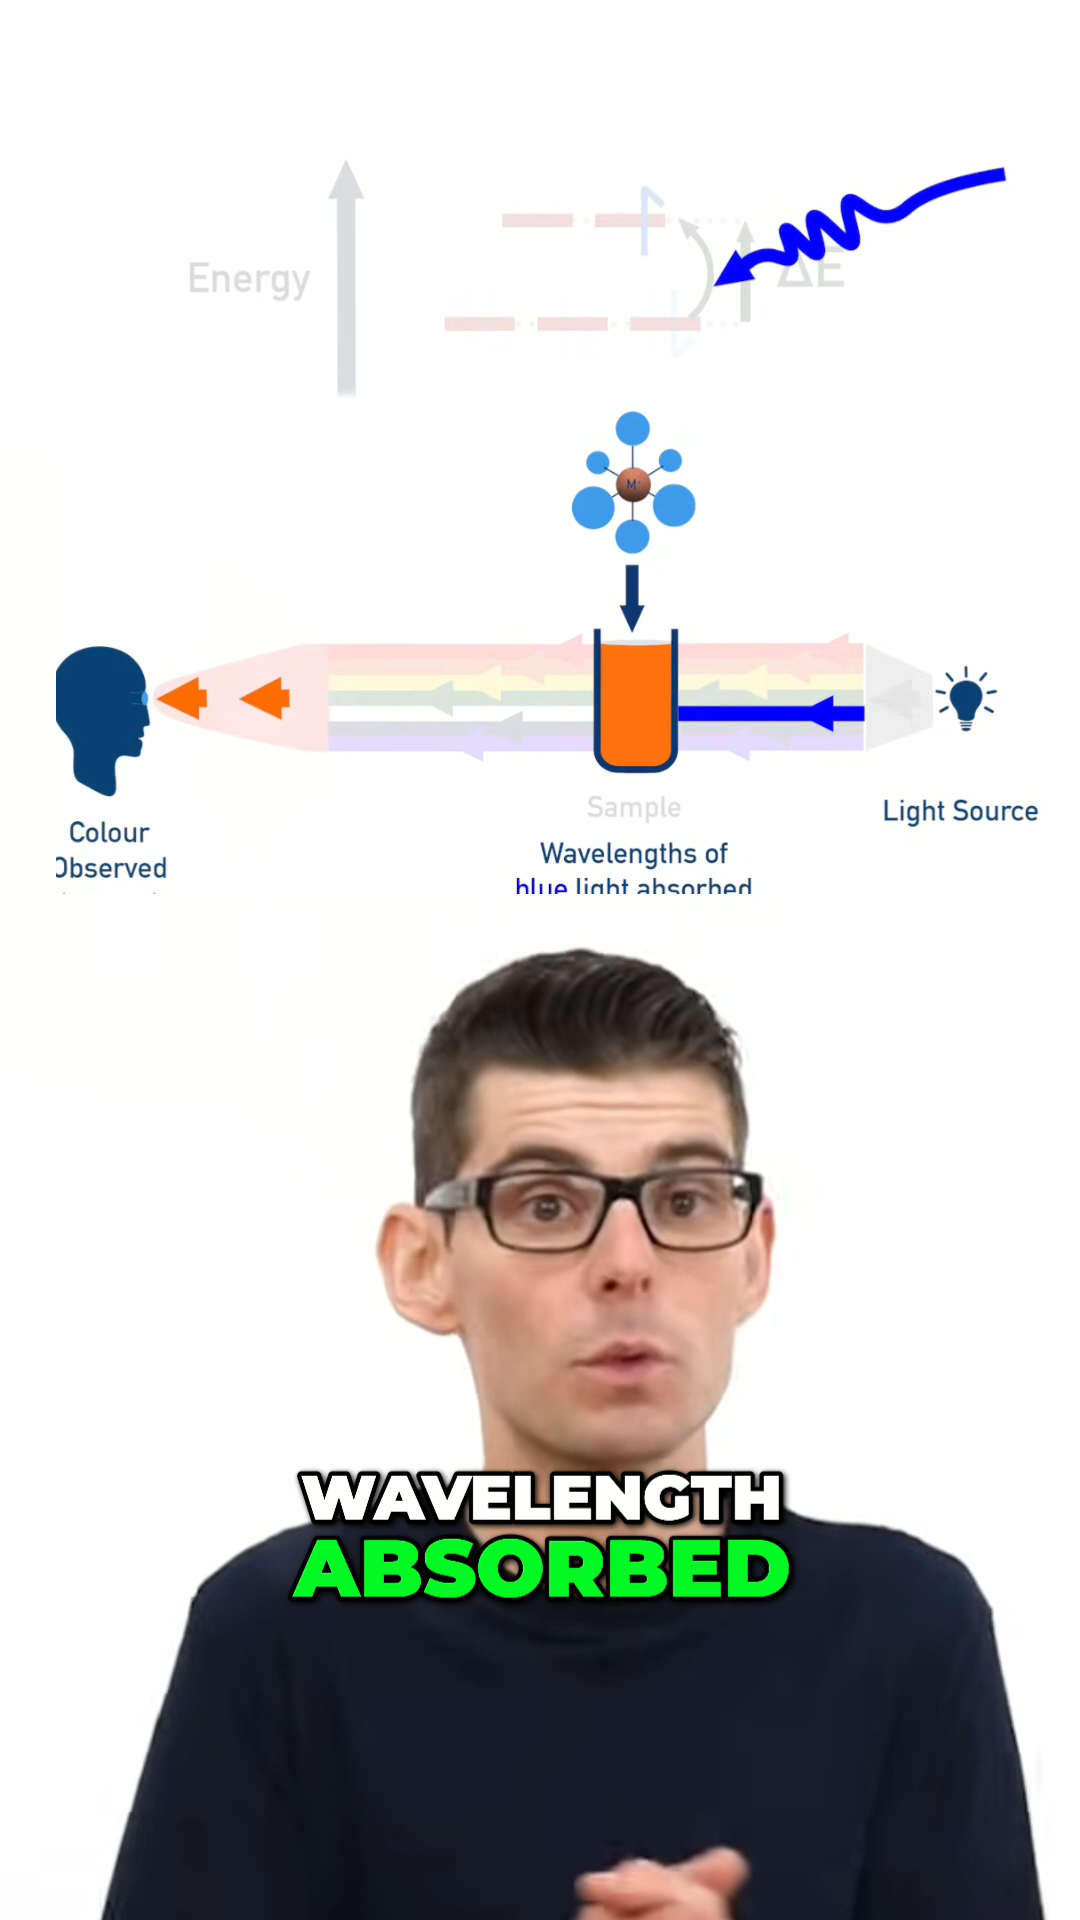 Energy
ΔE
M
Sample
Light Source
Colour
Observed
Wavelengths of
blue light absorbed
WAVELENGTH
ABSORBED